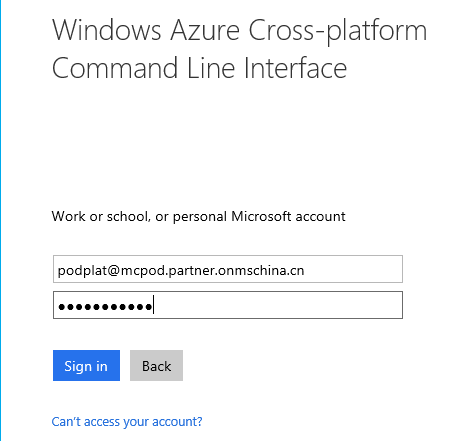 Windows Azure Cross-platform
Command Line Interface
Work or school, or personal Microsoft account
podplat@mcpod.partner.onmschina.cn
●●●●●●●●●●●
Sign in
Back
Can't access your account?